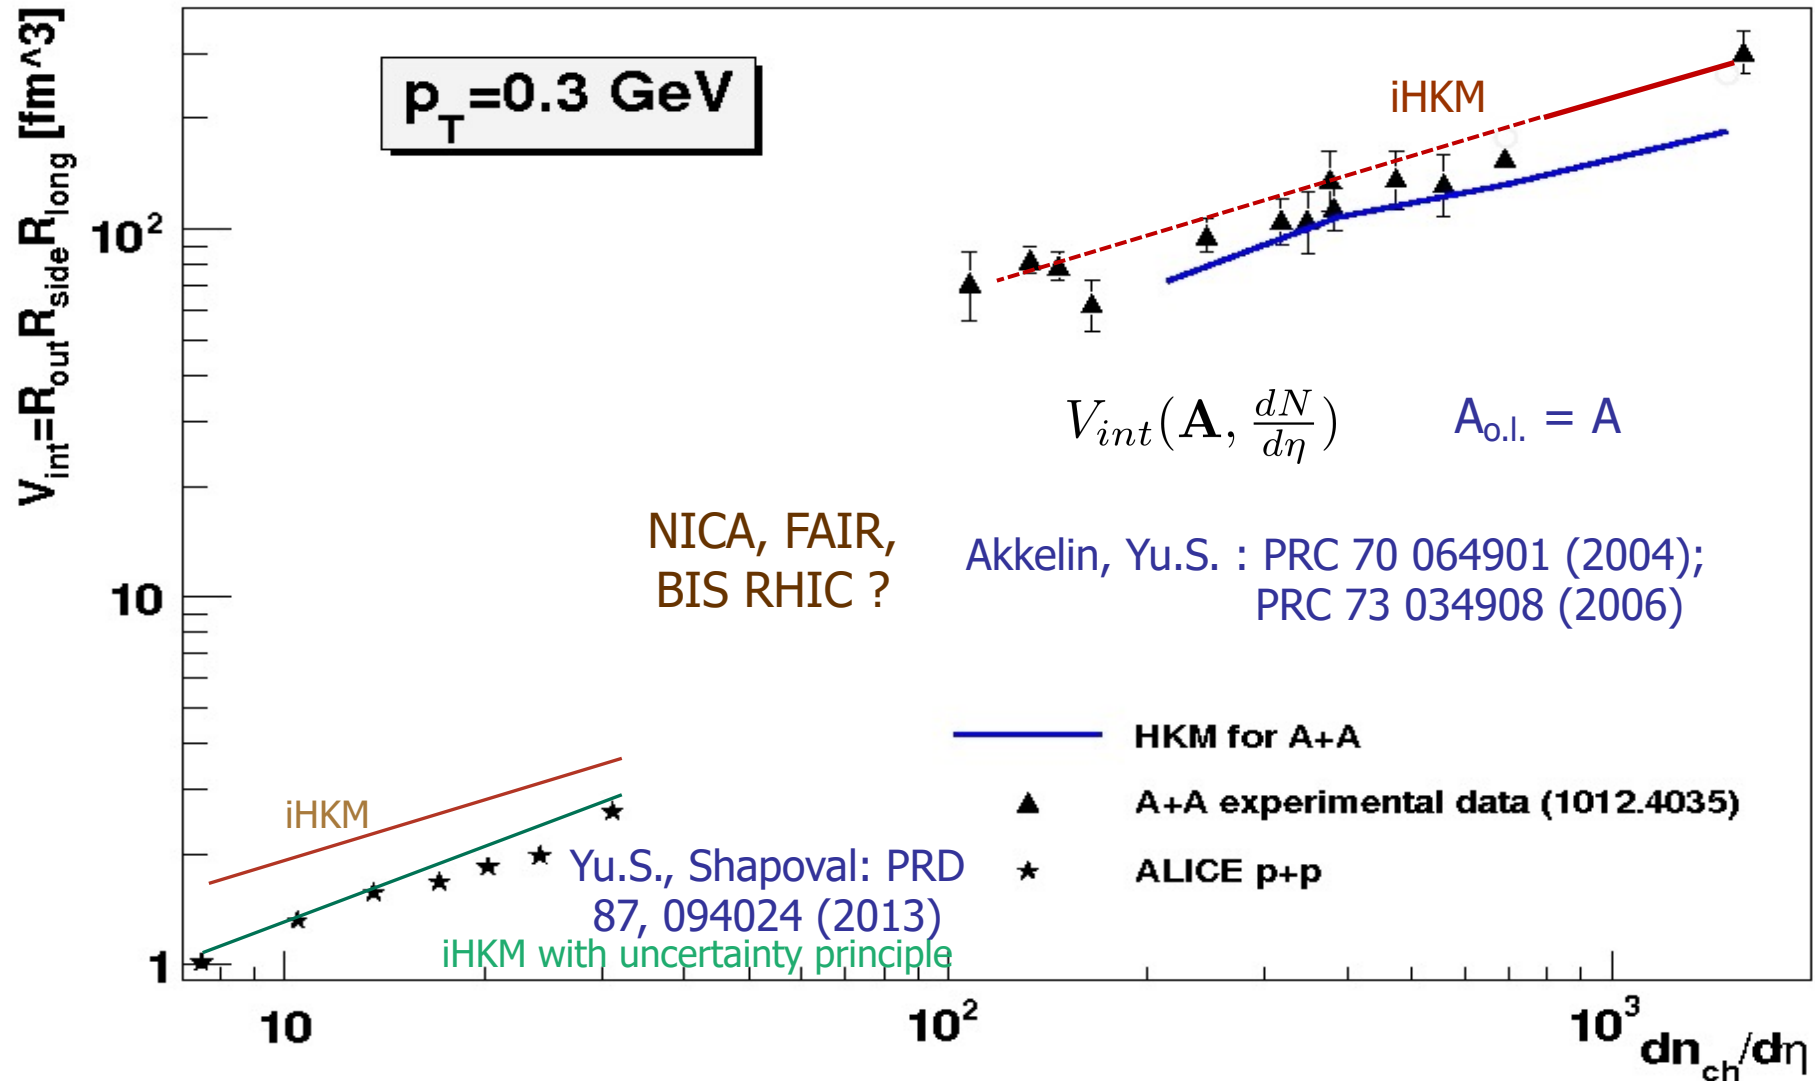 V_int=R_out R_side R_long [fm^3]
p_T=0.3 GeV
iHKM
10^2
V_int(A, dN/dη)
A_o.l. = A
NICA, FAIR,
BIS RHIC ?
Akkelin, Yu.S. : PRC 70 064901 (2004);
PRC 73 034908 (2006)
10
HKM for A+A
A+A experimental data (1012.4035)
ALICE p+p
iHKM
Yu.S., Shapoval: PRD
87, 094024 (2013)
iHKM with uncertainty principle
1
10
10^2
10^3
dn_ch/dη